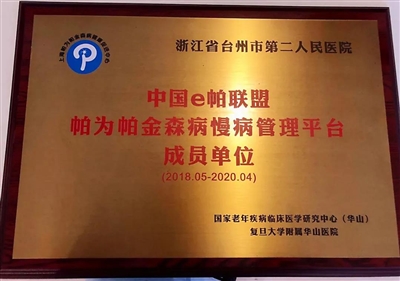 浙江省台州市第二人民医院
中国e帕联盟
帕为帕金森病慢病管理平台
成员单位
(2018.05-2020.04)
国家老年疾病临床医学研究中心（华山）
复旦大学附属华山医院